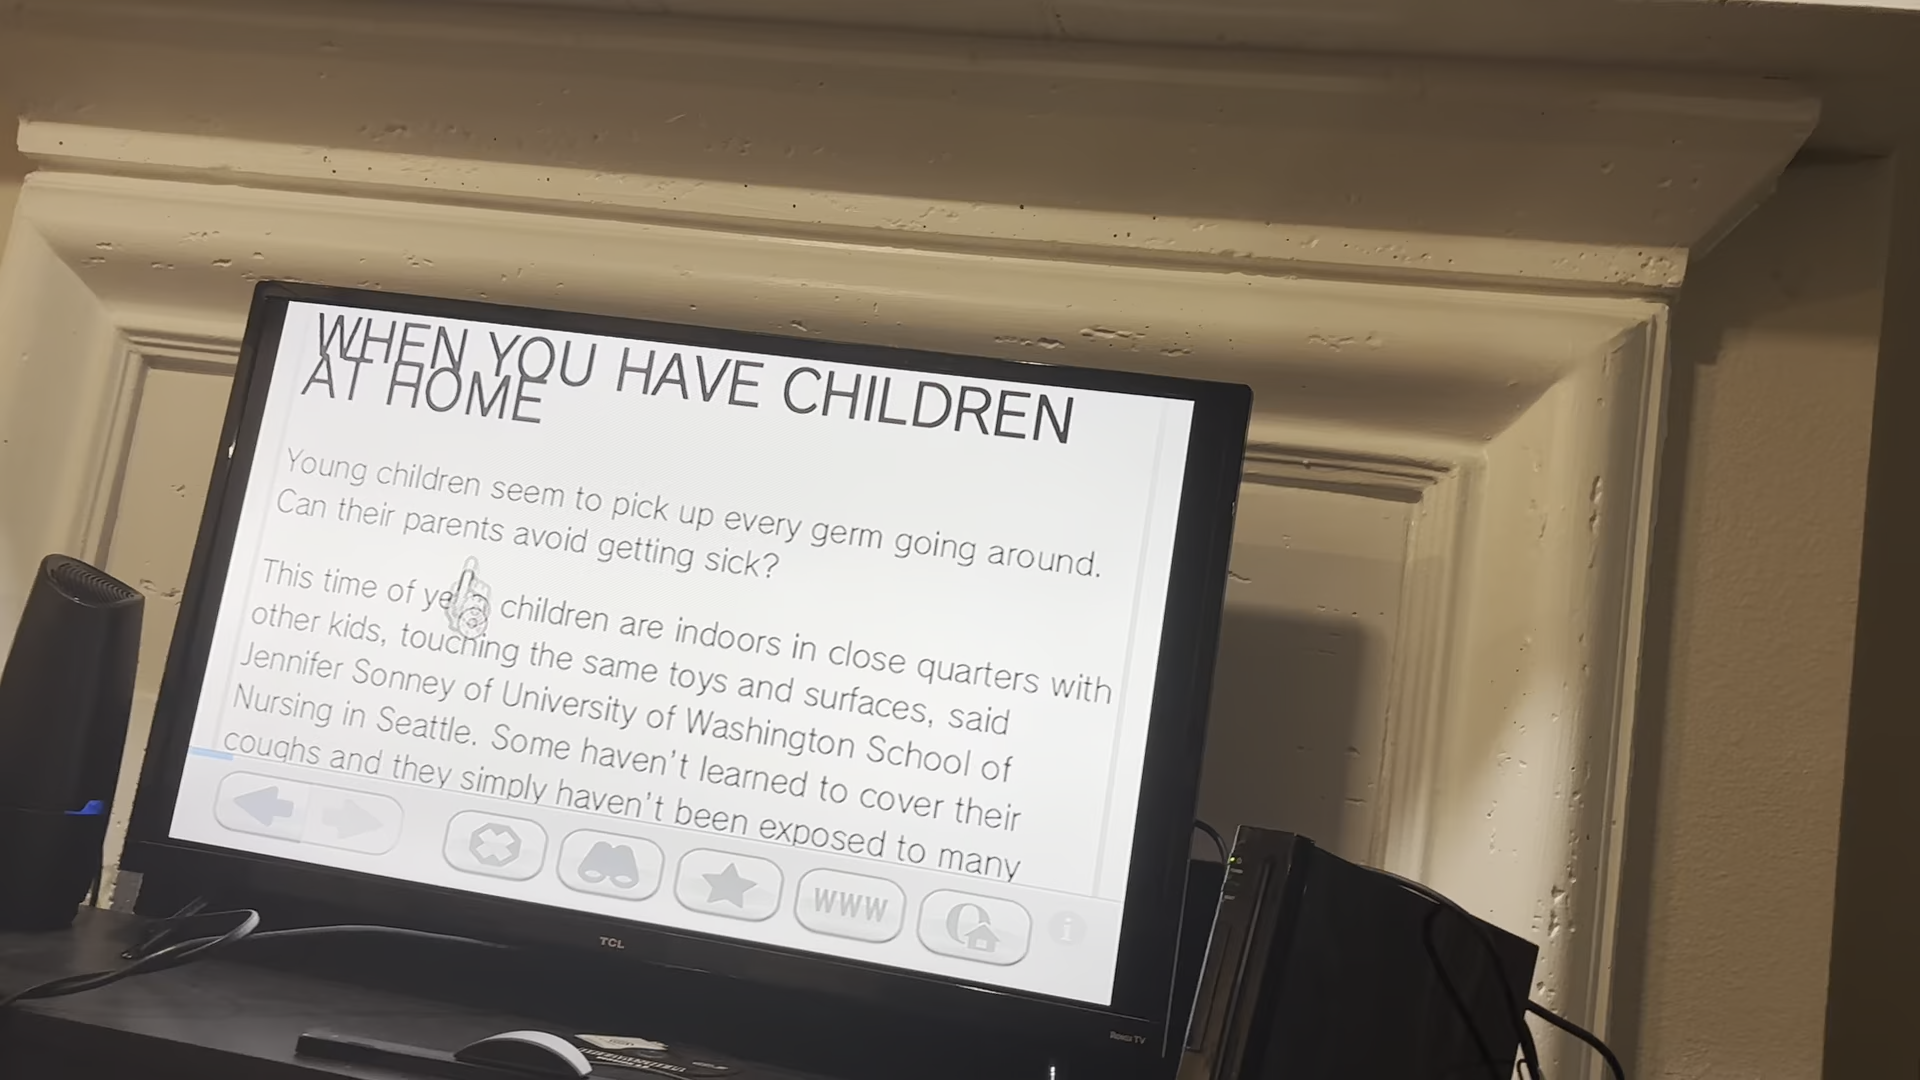 WHEN YOU HAVE CHILDREN
AT HOME
Young children seem to pick up every germ going around.
Can their parents avoid getting sick?
This time of children are indoors in close quarters with
other kids, touching the same toys and surfaces, said
Jennifer Sonney of University of Washington School of
Nursing in Seattle. Some haven't learned to cover their
coughs and they simply haven't been exposed to many
WWW
i
TCL
Roku TV